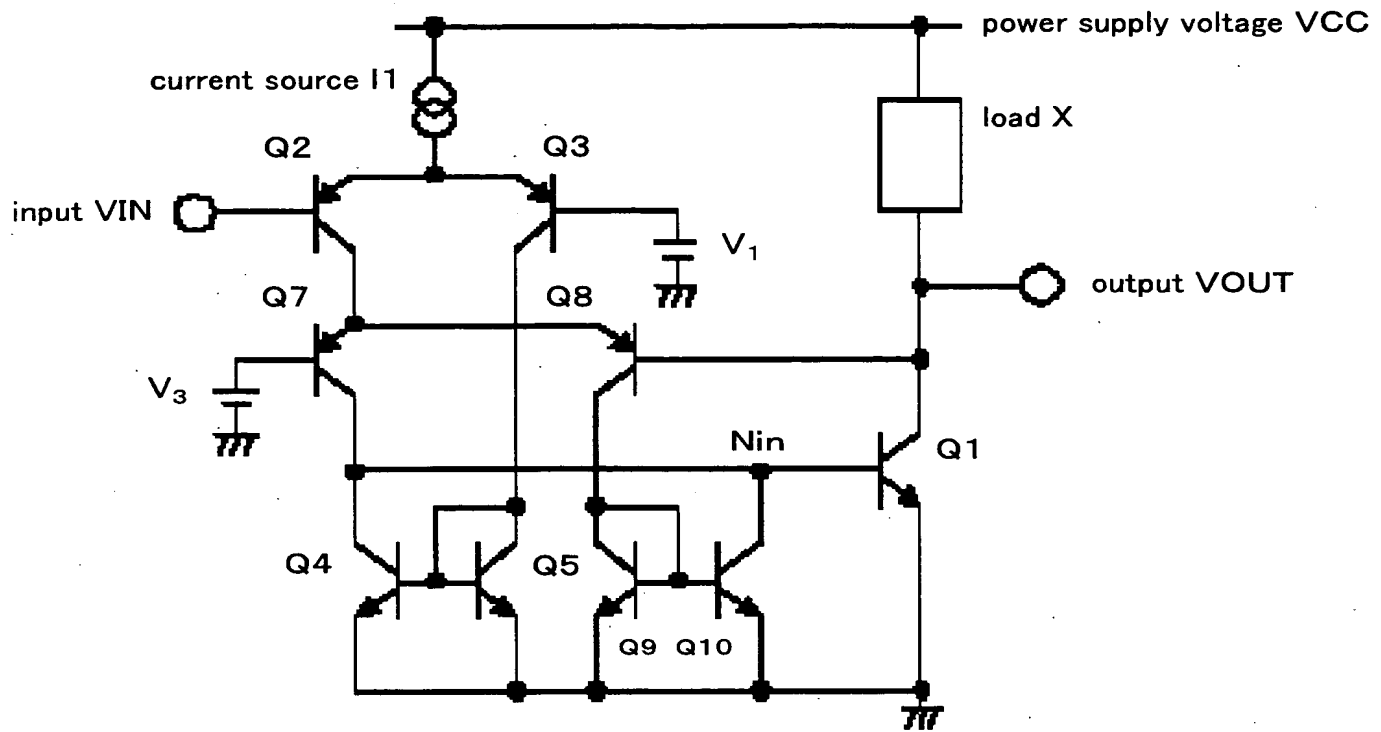 power supply voltage VCC
current source I1
load X
Q2
Q3
input VIN
V1
output VOUT
Q7
Q8
V3
Nin
Q1
Q4
Q5
Q9 Q10